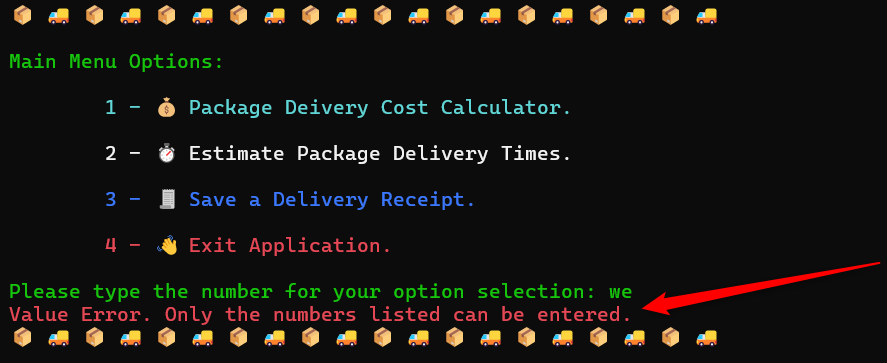 Main Menu Options:
1 - 💰 Package Deivery Cost Calculator.
2 - ⏱️ Estimate Package Delivery Times.
3 - 🧾 Save a Delivery Receipt.
4 - 👋 Exit Application.
Please type the number for your option selection: we
Value Error. Only the numbers listed can be entered.